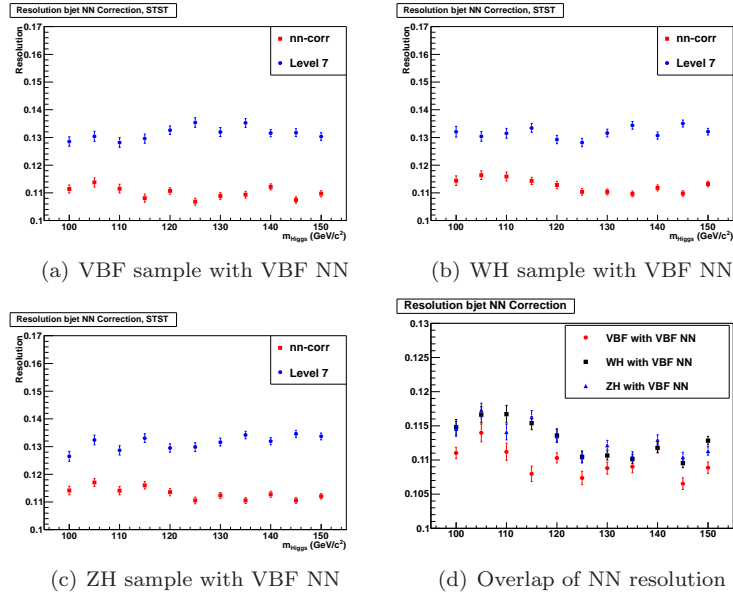 Resolution bjet NN Correction, STST
Resolution
0.17
0.16
0.15
0.14
0.13
0.12
0.11
0.1
nn-corr
Level 7
100 110 120 130 140 150
m_Higgs (GeV/c²)
(a) VBF sample with VBF NN
Resolution bjet NN Correction, STST
Resolution
0.17
0.16
0.15
0.14
0.13
0.12
0.11
0.1
nn-corr
Level 7
100 110 120 130 140 150
m_Higgs (GeV/c²)
(b) WH sample with VBF NN
Resolution bjet NN Correction, STST
Resolution
0.17
0.16
0.15
0.14
0.13
0.12
0.11
0.1
nn-corr
Level 7
100 110 120 130 140 150
m_Higgs (GeV/c²)
(c) ZH sample with VBF NN
Resolution bjet NN Correction
0.13
0.125
0.12
0.115
0.11
0.105
0.1
VBF with VBF NN
WH with VBF NN
ZH with VBF NN
100 110 120 130 140 150
(d) Overlap of NN resolution